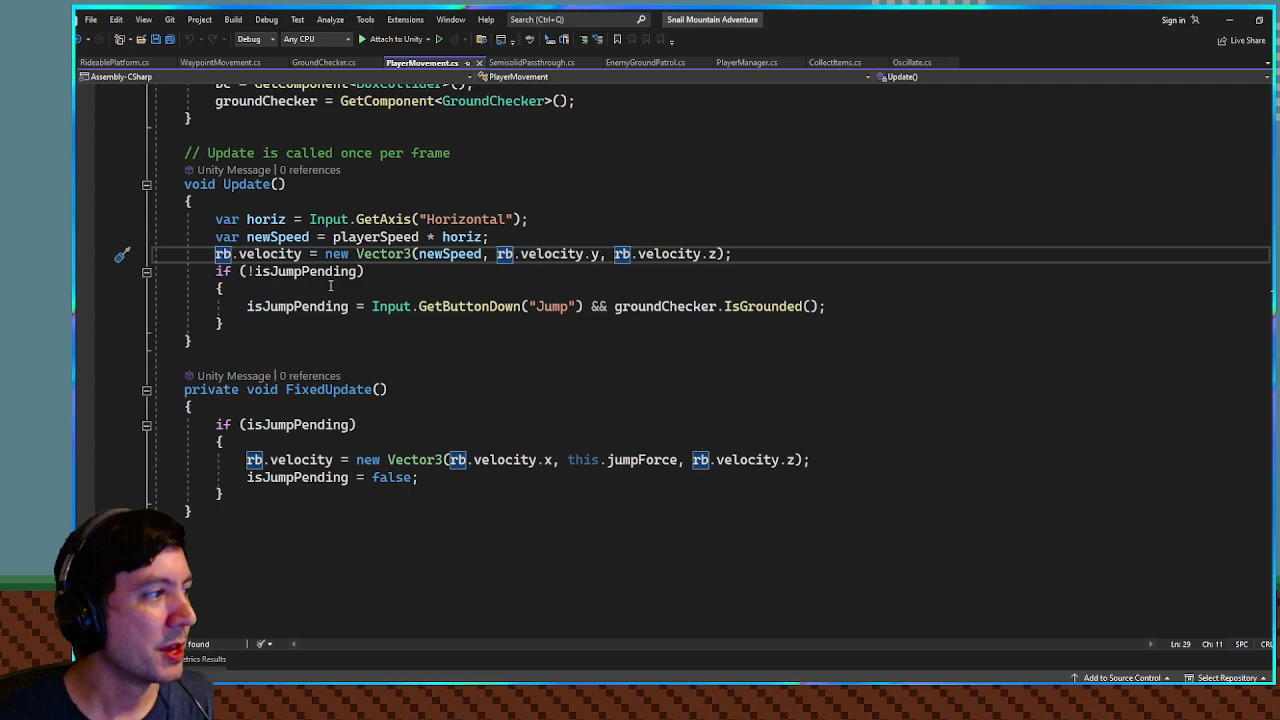 File Edit View Git Project Build Debug Test Analyze Tools Extensions Window Help Search (Ctrl+Q) Snail Mountain Adventure Sign in
Debug Any CPU Attach to Unity Live Share
RideablePlatform.cs WaypointMovement.cs GroundChecker.cs PlayerMovement.cs SemisolidPassthrough.cs EnemyGroundPatrol.cs PlayerManager.cs CollectItems.cs Oscillate.cs
Assembly-CSharp PlayerMovement Update()
bc = GetComponent<BoxCollider>();
groundChecker = GetComponent<GroundChecker>();
}
// Update is called once per frame
Unity Message | 0 references
void Update()
{
var horiz = Input.GetAxis("Horizontal");
var newSpeed = playerSpeed * horiz;
rb.velocity = new Vector3(newSpeed, rb.velocity.y, rb.velocity.z);
if (!isJumpPending)
{
isJumpPending = Input.GetButtonDown("Jump") && groundChecker.IsGrounded();
}
}
Unity Message | 0 references
private void FixedUpdate()
{
if (isJumpPending)
{
rb.velocity = new Vector3(rb.velocity.x, this.jumpForce, rb.velocity.z);
isJumpPending = false;
}
}
found Ln: 29 Ch: 11 SPC
Results
Add to Source Control Select Repository